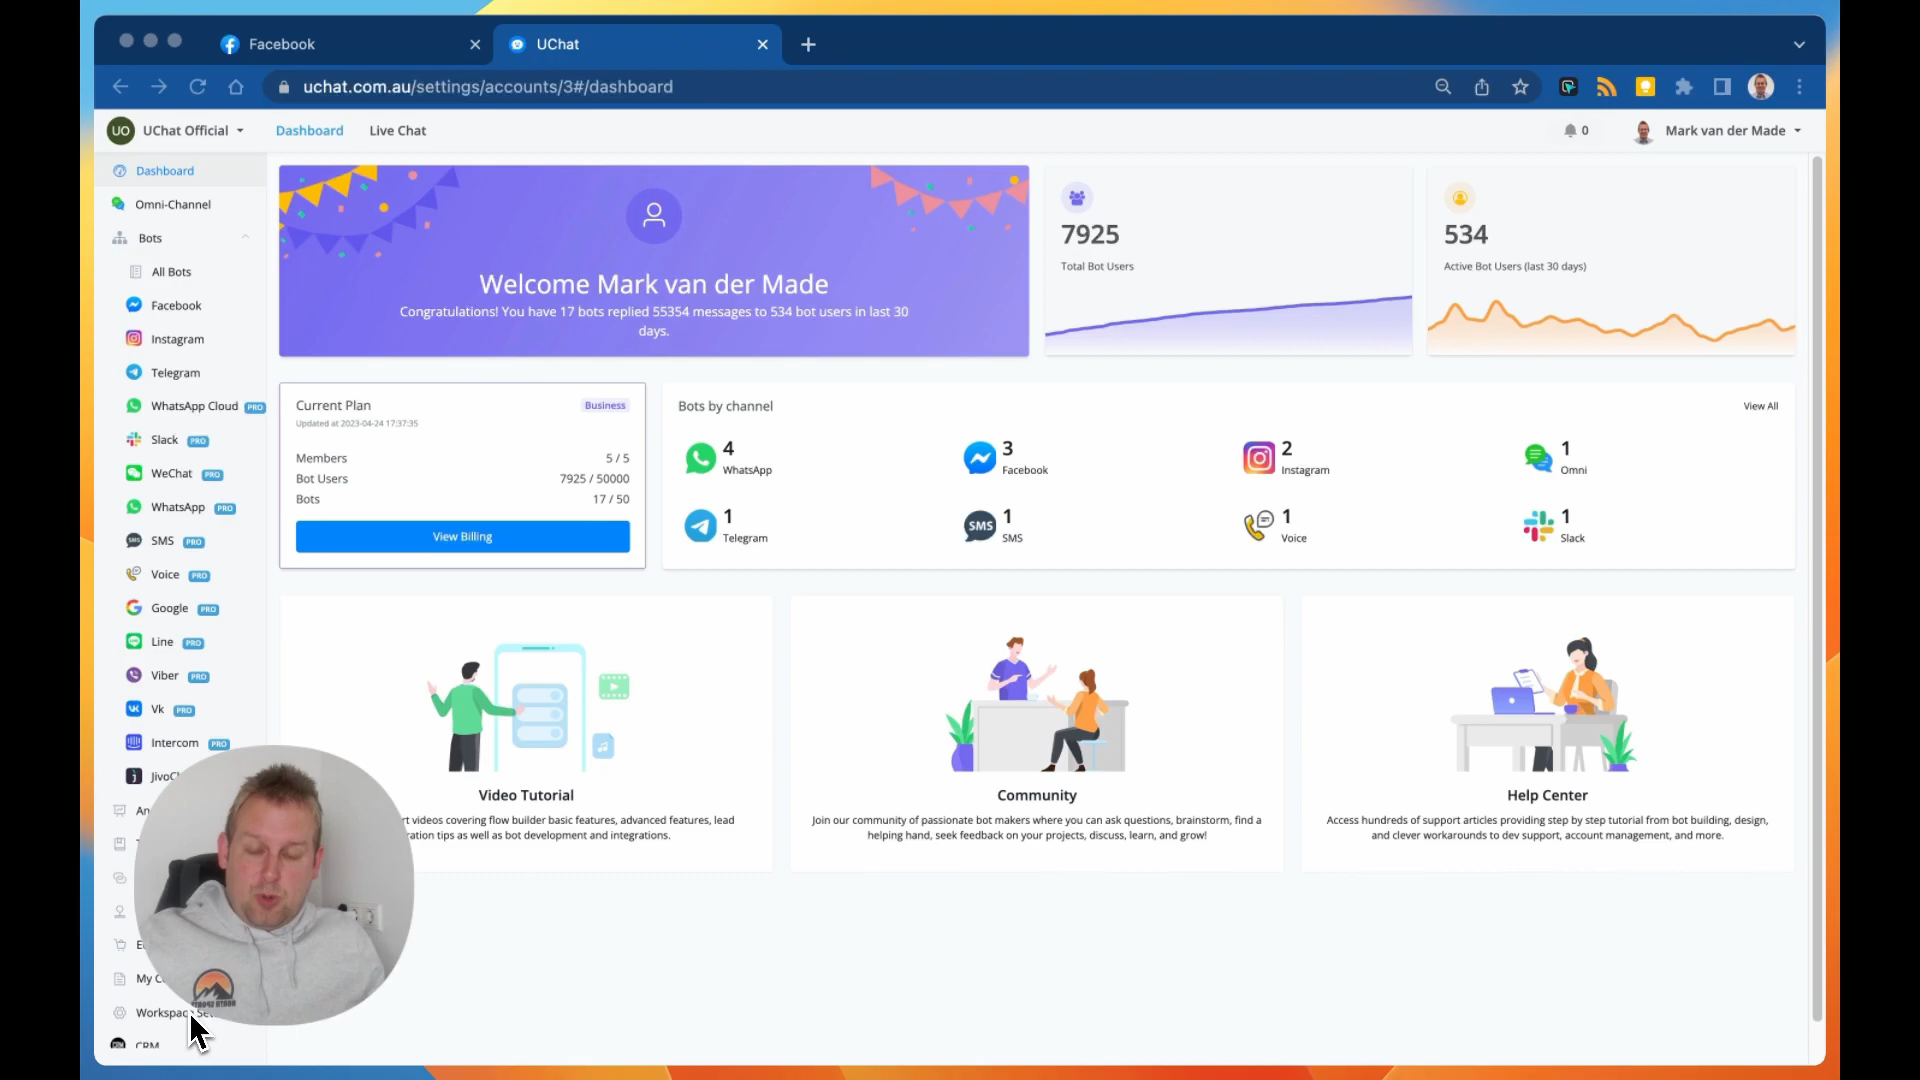 Facebook
UChat
uchat.com.au/settings/accounts/3#/dashboard
UO
UChat Official
Dashboard
Live Chat
0
Mark van der Made
Dashboard
Omni-Channel
Bots
All Bots
Facebook
Instagram
Telegram
WhatsApp Cloud PRO
Slack PRO
WeChat PRO
WhatsApp PRO
SMS PRO
Voice PRO
Google PRO
Line PRO
Viber PRO
Vk PRO
Intercom PRO
My
Workspac
CRM
Welcome Mark van der Made
Congratulations! You have 17 bots replied 55354 messages to 534 bot users in last 30
days.
7925
Total Bot Users
534
Active Bot Users (last 30 days)
Current Plan
Business
Updated at 2023-04-24 17:37:35
Members 5 / 5
Bot Users 7925 / 50000
Bots 17 / 50
View Billing
Bots by channel
View All
4
WhatsApp
3
Facebook
2
Instagram
1
Omni
1
Telegram
SMS
1
SMS
1
Voice
1
Slack
Video Tutorial
rt videos covering flow builder basic features, advanced features, lead
ration tips as well as bot development and integrations.
Community
Join our community of passionate bot makers where you can ask questions, brainstorm, find a
helping hand, seek feedback on your projects, discuss, learn, and grow!
Help Center
Access hundreds of support articles providing step by step tutorial from bot building, design,
and clever workarounds to dev support, account management, and more.